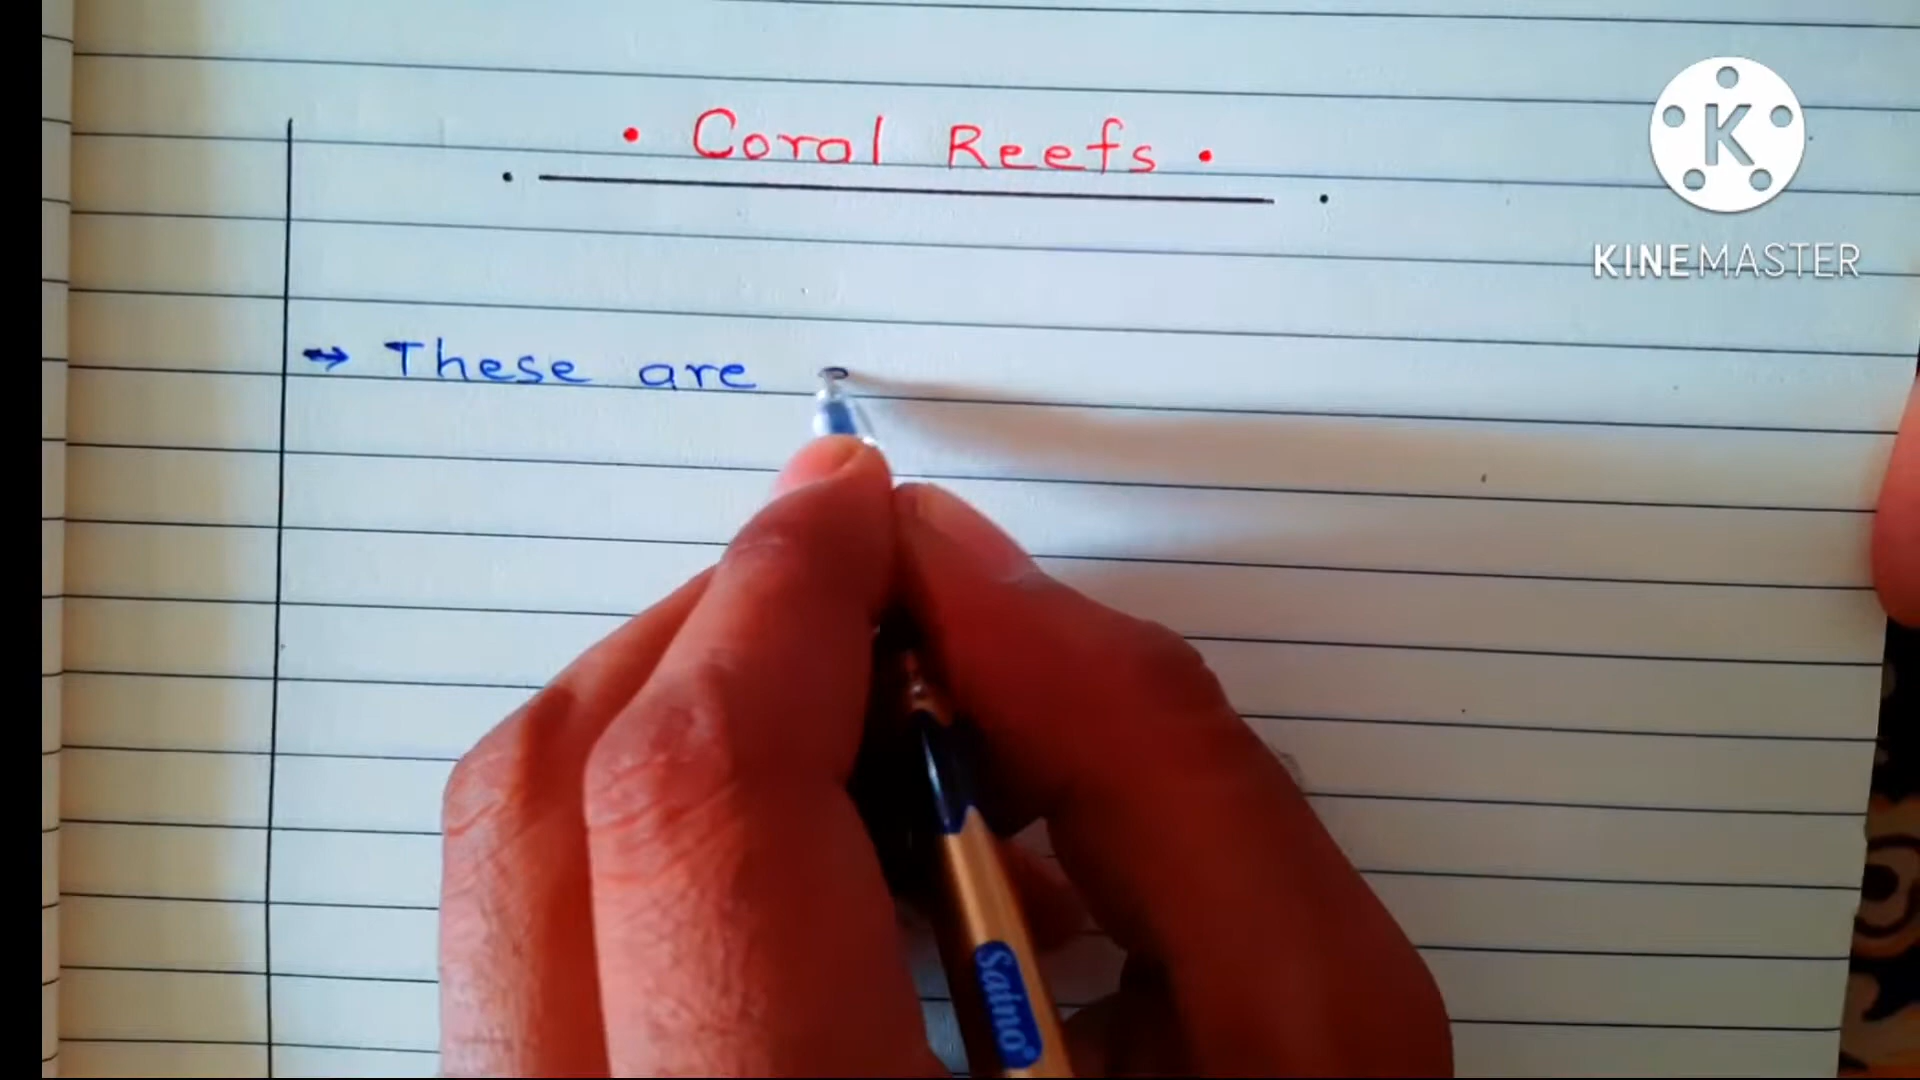 • Coral Reefs •
KINEMASTER
→ These are
Saino